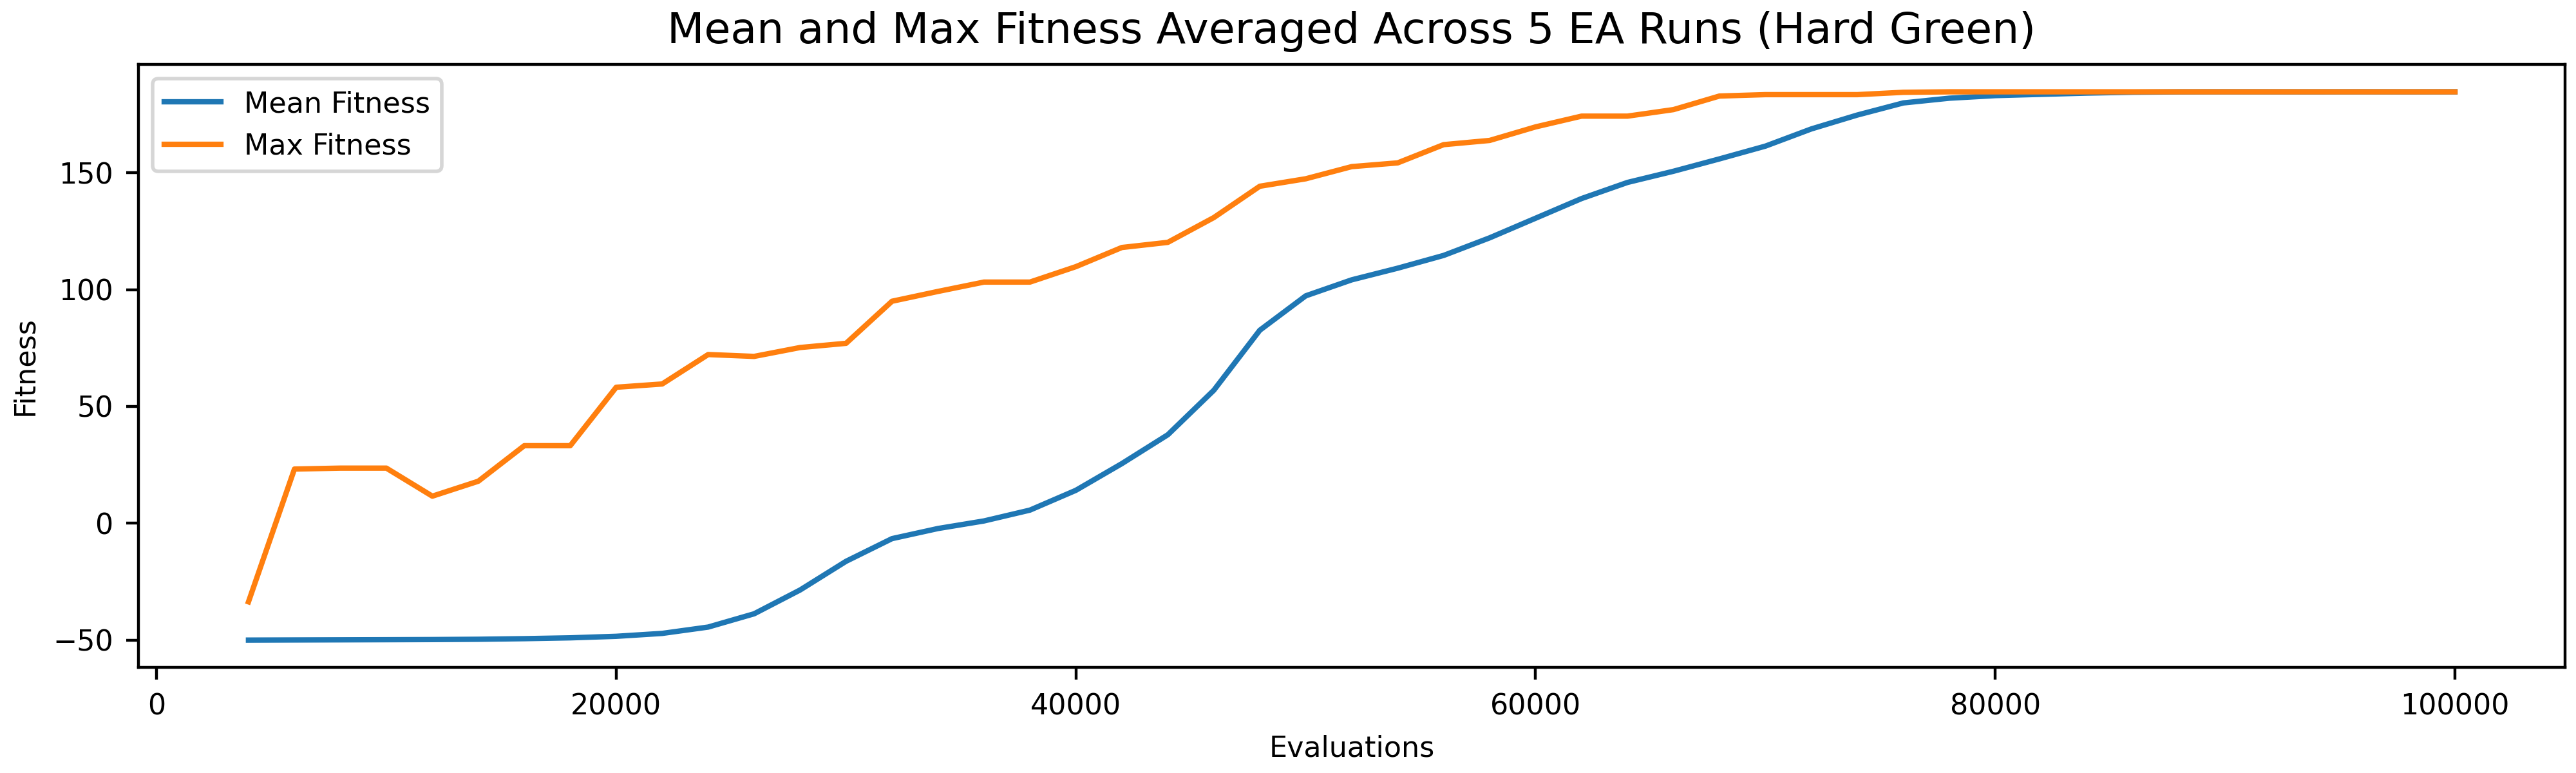 Mean and Max Fitness Averaged Across 5 EA Runs (Hard Green)
Mean Fitness
Max Fitness
Fitness
150
100
50
0
−50
0 20000 40000 60000 80000 100000
Evaluations